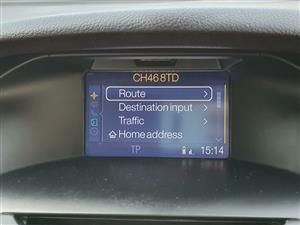 CH46 8TD
Route
Destination input
Traffic
Home address
TP 15:14